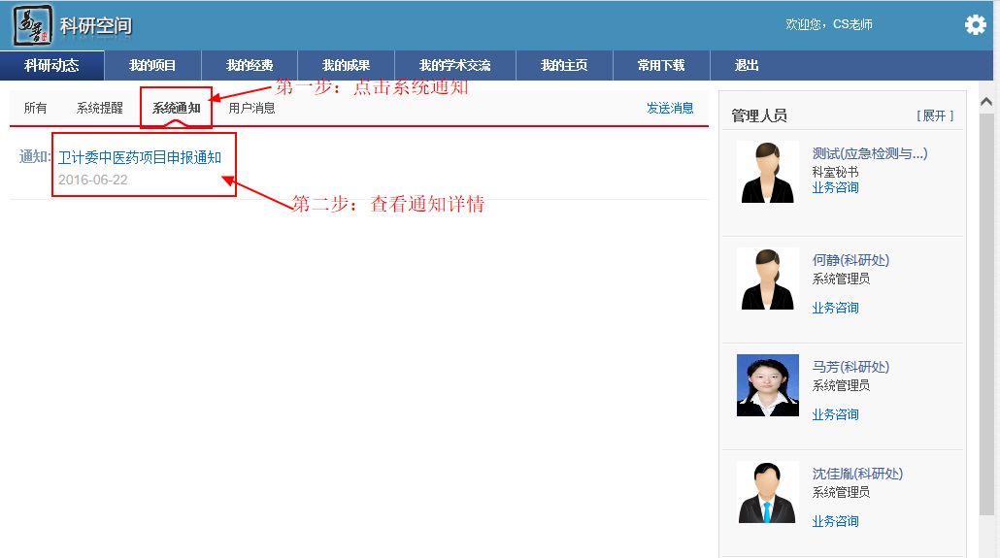 易普
科研空间
欢迎您，CS老师
科研动态 我的项目 我的经费 我的成果 我的学术交流 我的主页 常用下载 退出
第一步：点击系统通知
所有 系统提醒 系统通知 用户消息 发送消息
通知: 卫计委中医药项目申报通知
2016-06-22
第二步：查看通知详情
管理人员 [ 展开 ]
测试(应急检测与...)
科室秘书
业务咨询
何静(科研处)
系统管理员
业务咨询
马芳(科研处)
系统管理员
业务咨询
沈佳胤(科研处)
系统管理员
业务咨询